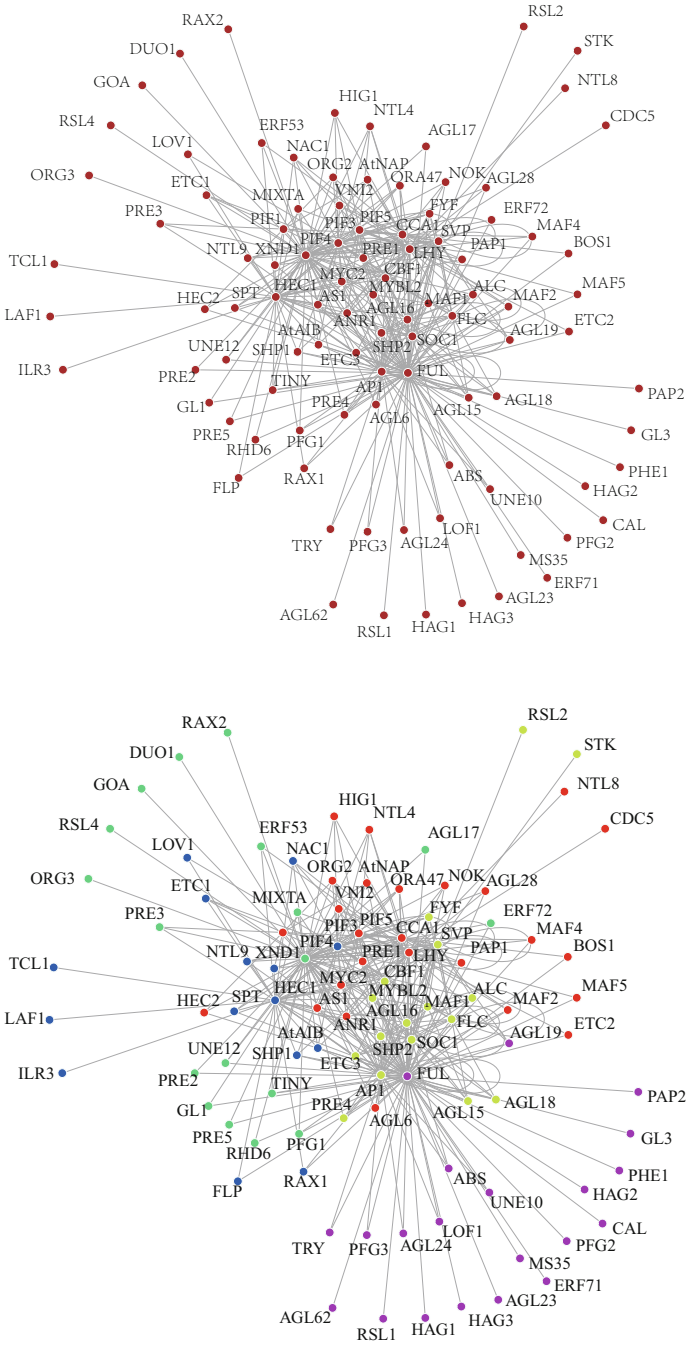 RSL2
RAX2
STK
DUO1
NTL8
GOA
HIG1
CDC5
RSL4
NTL4
ERF53
AGL17
LOV1
NAC1
ORG2 AtNAP
ORG3
ETC1
ORA47 NOK AGL28
MIXTA
VNI2
FYF
PRE3
PIF1
PIF3 PIF5
ERF72
CCA1 SVP
MAF4
PIF4
NTL9 XND1
PRE1 LHY
PAP1
BOS1
TCL1
MYC2
CBF1
HEC1
MYBL2
ALC
MAF5
HEC2
SPT
AS1
MAF1
MAF2
AGL16
LAF1
ANR1
FLC
ETC2
AtAIB
AGL19
UNE12
SHP1
SHP2
SOC1
ETC3
ILR3
PRE2
TINY
AP1
FUL
PAP2
GL1
PRE4
AGL6
AGL15
AGL18
PRE5
RHD6
PFG1
GL3
FLP
RAX1
ABS
PHE1
UNE10
HAG2
TRY
PFG3
AGL24
LOF1
CAL
PFG2
MS35
ERF71
AGL62
RSL1
HAG1
HAG3
AGL23
RSL2
RAX2
STK
DUO1
NTL8
GOA
HIG1
CDC5
RSL4
NTL4
ERF53
AGL17
LOV1
NAC1
ORG2 AtNAP
ORG3
ETC1
ORA47 NOK AGL28
MIXTA
VNI2
FYF
PRE3
PIF3 PIF5
ERF72
CCA1 SVP
MAF4
PIF4
NTL9 XND1
PRE1 LHY
PAP1
BOS1
TCL1
MYC2
CBF1
HEC1
MYBL2
ALC
MAF5
HEC2
SPT
AS1
MAF1
MAF2
AGL16
LAF1
ANR1
FLC
ETC2
AtAIB
AGL19
UNE12
SHP1
SHP2
SOC1
ETC3
ILR3
PRE2
TINY
AP1
FUL
PAP2
GL1
PRE4
AGL6
AGL15
AGL18
PRE5
RHD6
PFG1
GL3
FLP
RAX1
ABS
PHE1
UNE10
HAG2
TRY
PFG3
AGL24
LOF1
CAL
PFG2
MS35
ERF71
AGL62
RSL1
HAG1
HAG3
AGL23